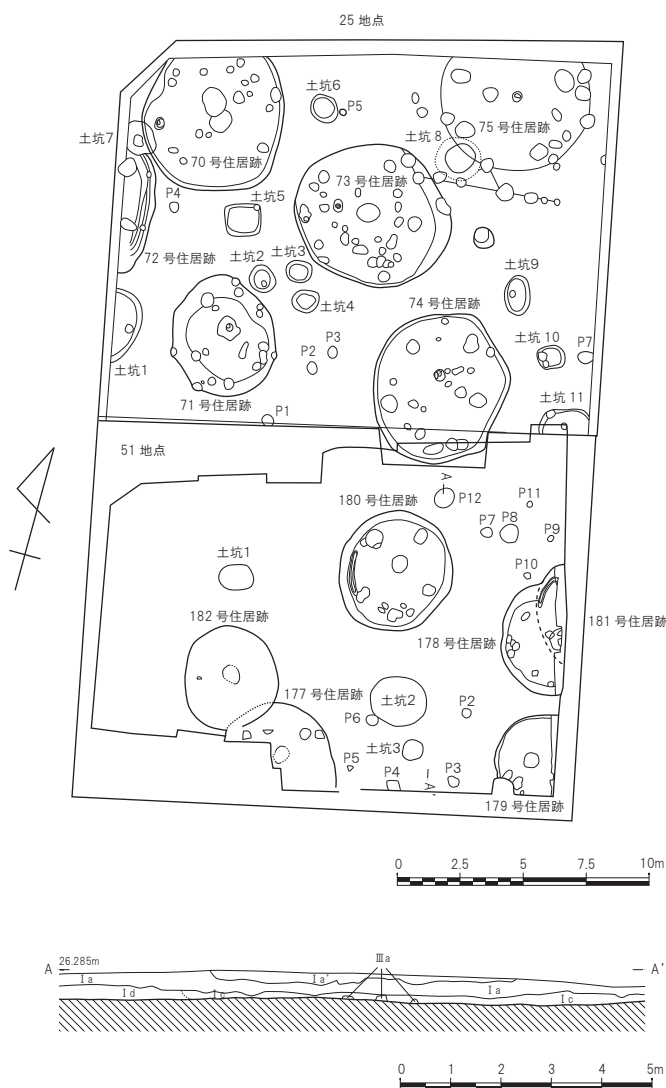 25 地点
土坑6
P5
土坑7
土坑 8
75 号住居跡
70 号住居跡
73 号住居跡
P4
土坑5
72 号住居跡
土坑2
土坑3
土坑9
土坑4
74 号住居跡
P3
P2
土坑 10
P7
土坑1
71 号住居跡
P1
土坑 11
51 地点
A
P12
180 号住居跡
P11
P7
P8
P9
土坑1
P10
182 号住居跡
181 号住居跡
178 号住居跡
177 号住居跡
土坑2
P6
P2
土坑3
P5
P4
A'
P3
179 号住居跡
0 2.5 5 7.5 10m
Ⅲa
A 26.285m A'
Ⅰa Ⅰa' Ⅰa
Ⅰd Ⅰc Ⅰc
0 1 2 3 4 5m